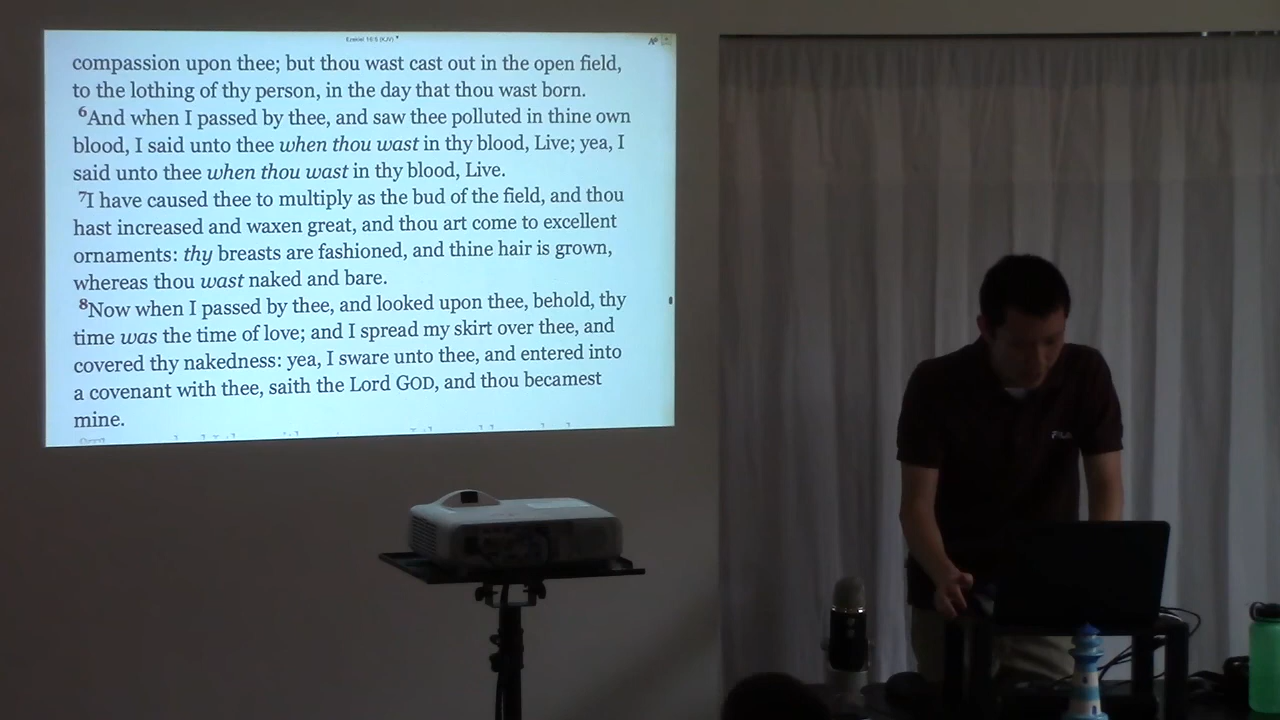 Ezekiel 16:5 (KJV)
compassion upon thee; but thou wast cast out in the open field,
to the lothing of thy person, in the day that thou wast born.
6And when I passed by thee, and saw thee polluted in thine own
blood, I said unto thee when thou wast in thy blood, Live; yea, I
said unto thee when thou wast in thy blood, Live.
7I have caused thee to multiply as the bud of the field, and thou
hast increased and waxen great, and thou art come to excellent
ornaments: thy breasts are fashioned, and thine hair is grown,
whereas thou wast naked and bare.
8Now when I passed by thee, and looked upon thee, behold, thy
time was the time of love; and I spread my skirt over thee, and
covered thy nakedness: yea, I sware unto thee, and entered into
a covenant with thee, saith the Lord GOD, and thou becamest
mine.
FILA